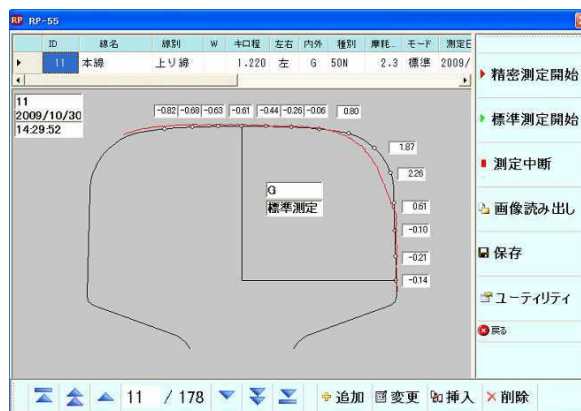 RP RP-55
ID 線名 線別 W キロ程 左右 内外 種別 摩耗... モード 測定日
11 本線 上り線 1.220 左 G 50N 2.3 標準 2009/
11
2009/10/30
14:29:52
-0.82 -0.68 -0.63 -0.61 -0.44 -0.26 -0.06 0.80
1.87
2.26
0.61
-0.10
-0.21
-0.14
G
標準測定
精密測定開始
標準測定開始
測定中断
画像読み出し
保存
ユーティリティ
戻る
11 / 178 追加 変更 挿入 削除